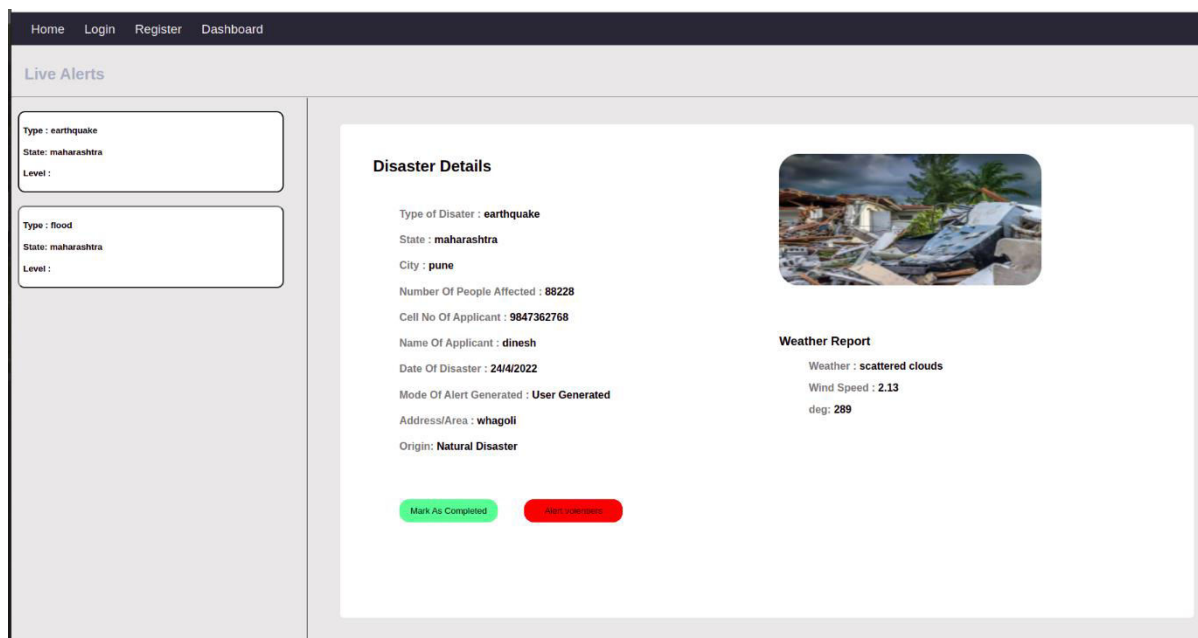 Home Login Register Dashboard
Live Alerts
Type : earthquake
State: maharashtra
Level :
Type : flood
State: maharashtra
Level :
Disaster Details
Type of Disater : earthquake
State : maharashtra
City : pune
Number Of People Affected : 88228
Cell No Of Applicant : 9847362768
Name Of Applicant : dinesh
Date Of Disaster : 24/4/2022
Mode Of Alert Generated : User Generated
Address/Area : whagoli
Origin: Natural Disaster
Mark As Completed
Alert
Weather Report
Weather : scattered clouds
Wind Speed : 2.13
deg: 289